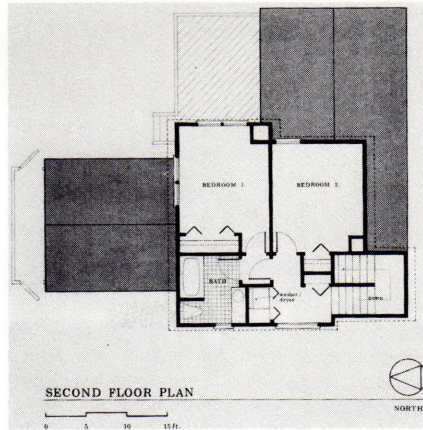 BEDROOM 1.
BEDROOM 2.
BATH
washer/
dryer
DOWN
SECOND FLOOR PLAN
NORTH
0 5 10 15 ft.